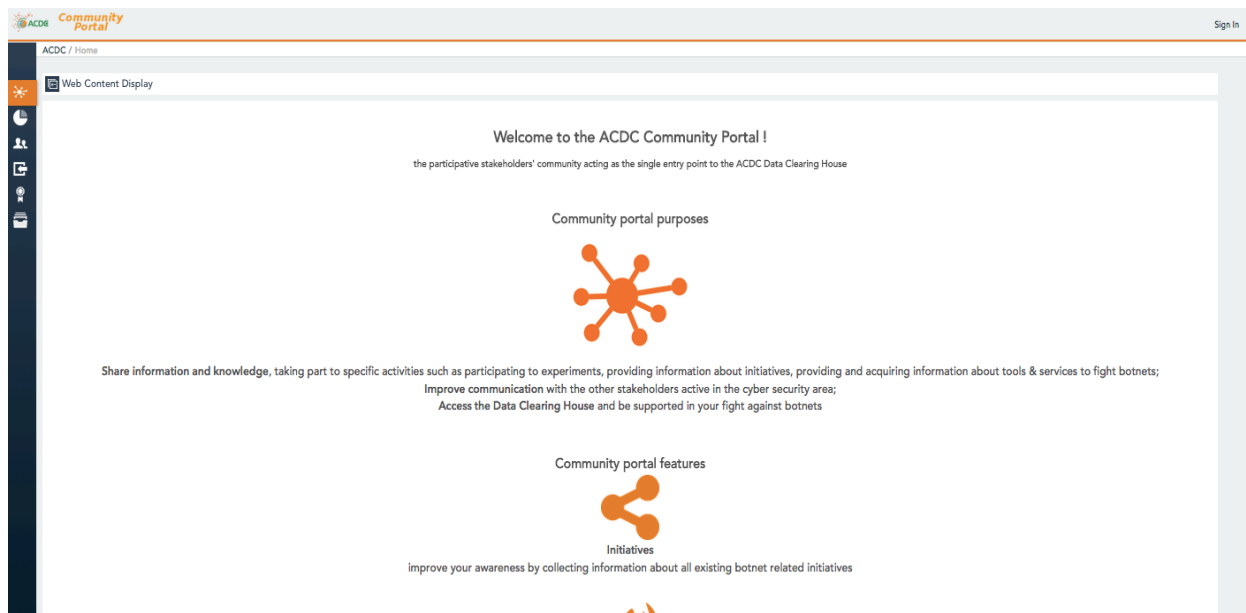 ACDC
Community
Portal
Sign In
ACDC / Home
Web Content Display
Welcome to the ACDC Community Portal !
the participative stakeholders' community acting as the single entry point to the ACDC Data Clearing House
Community portal purposes
Share information and knowledge, taking part to specific activities such as participating to experiments, providing information about initiatives, providing and acquiring information about tools & services to fight botnets;
Improve communication with the other stakeholders active in the cyber security area;
Access the Data Clearing House and be supported in your fight against botnets
Community portal features
Initiatives
improve your awareness by collecting information about all existing botnet related initiatives